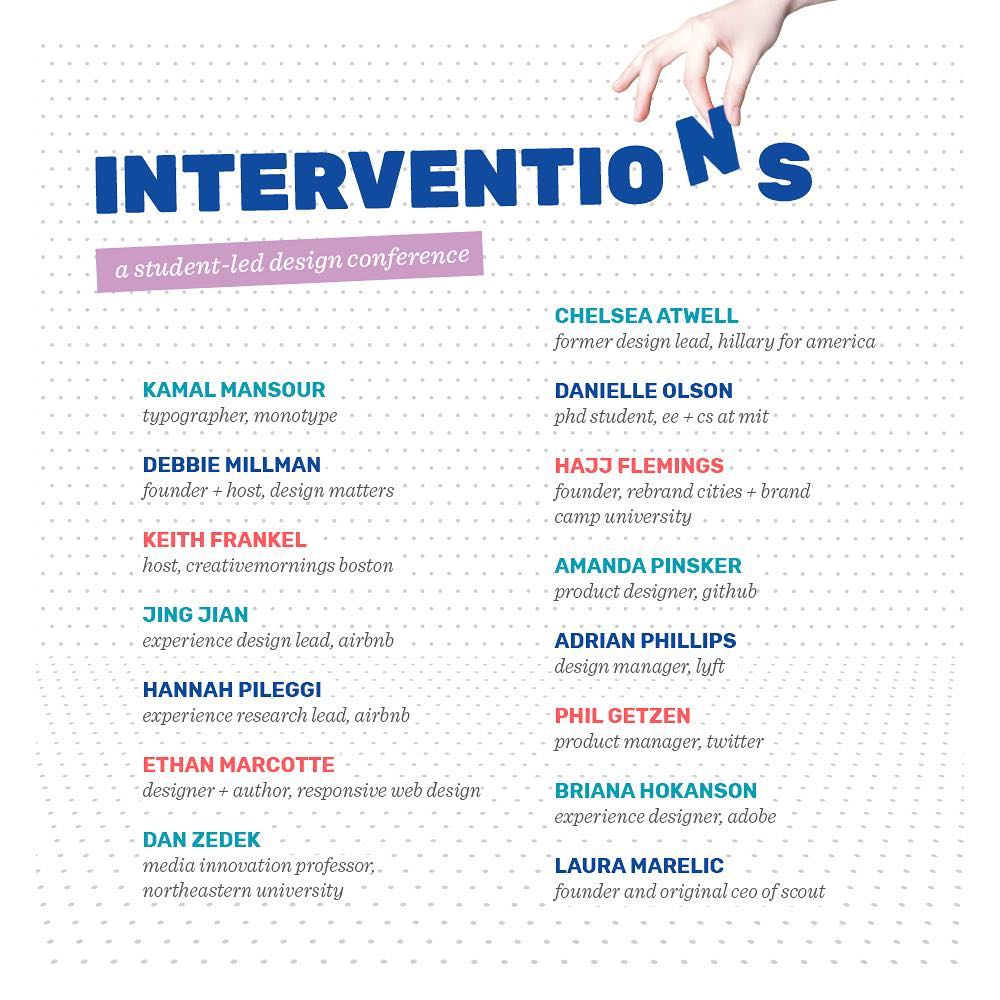 INTERVENTIONS
a student-led design conference
KAMAL MANSOUR
typographer, monotype
DEBBIE MILLMAN
founder + host, design matters
KEITH FRANKEL
host, creativemornings boston
JING JIAN
experience design lead, airbnb
HANNAH PILEGGI
experience research lead, airbnb
ETHAN MARCOTTE
designer + author, responsive web design
DAN ZEDEK
media innovation professor,
northeastern university
CHELSEA ATWELL
former design lead, hillary for america
DANIELLE OLSON
phd student, ee + cs at mit
HAJJ FLEMINGS
founder, rebrand cities + brand
camp university
AMANDA PINSKER
product designer, github
ADRIAN PHILLIPS
design manager, lyft
PHIL GETZEN
product manager, twitter
BRIANA HOKANSON
experience designer, adobe
LAURA MARELIC
founder and original ceo of scout